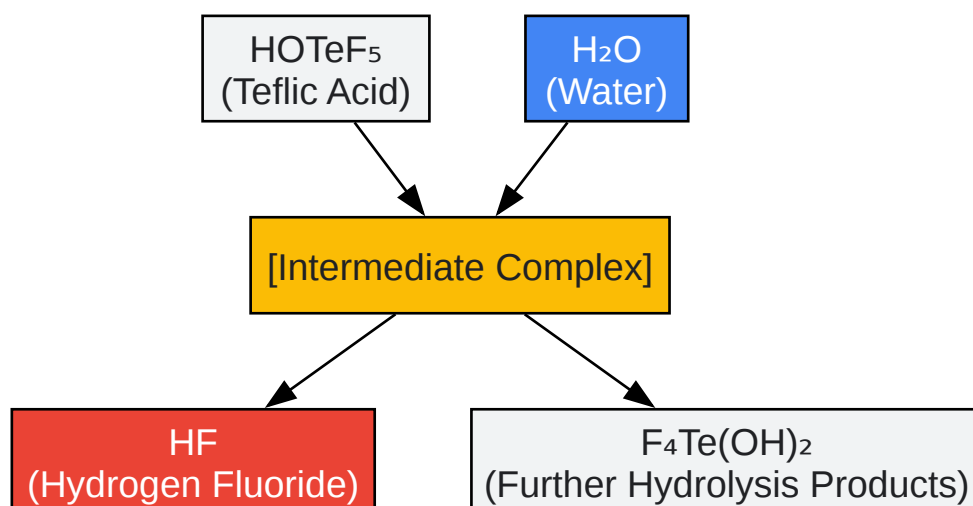 HOTeF₅
(Teflic Acid)
H₂O
(Water)
[Intermediate Complex]
HF
(Hydrogen Fluoride)
F₄Te(OH)₂
(Further Hydrolysis Products)